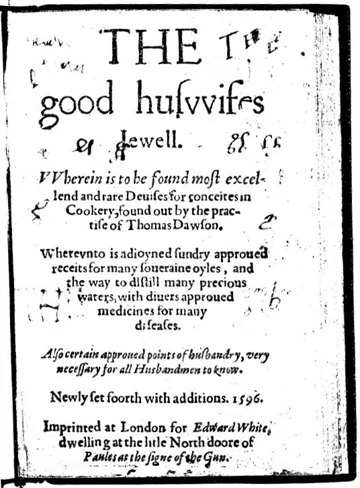 THE
good huſvvifes
Iewell.
VVherein is to be found moſt excel-
lend and rare Deuiſes for conceites in
Cookery, found out by the prac-
tiſe of Thomas Dawſon.
Wherevnto is adioyned ſundry approued
receits for many ſoueraine oyles, and
the way to diſtill many precious
waters, with diuers approued
medicines for many
diſeaſes.
Alſo certain approued points of huſbandry, very
neceſſary for all Husbandmen to know.
Newly ſet foorth with additions. 1596.
Imprinted at London for Edward White,
dwelling at the litle North doore of
Paules at the ſigne of the Gun.